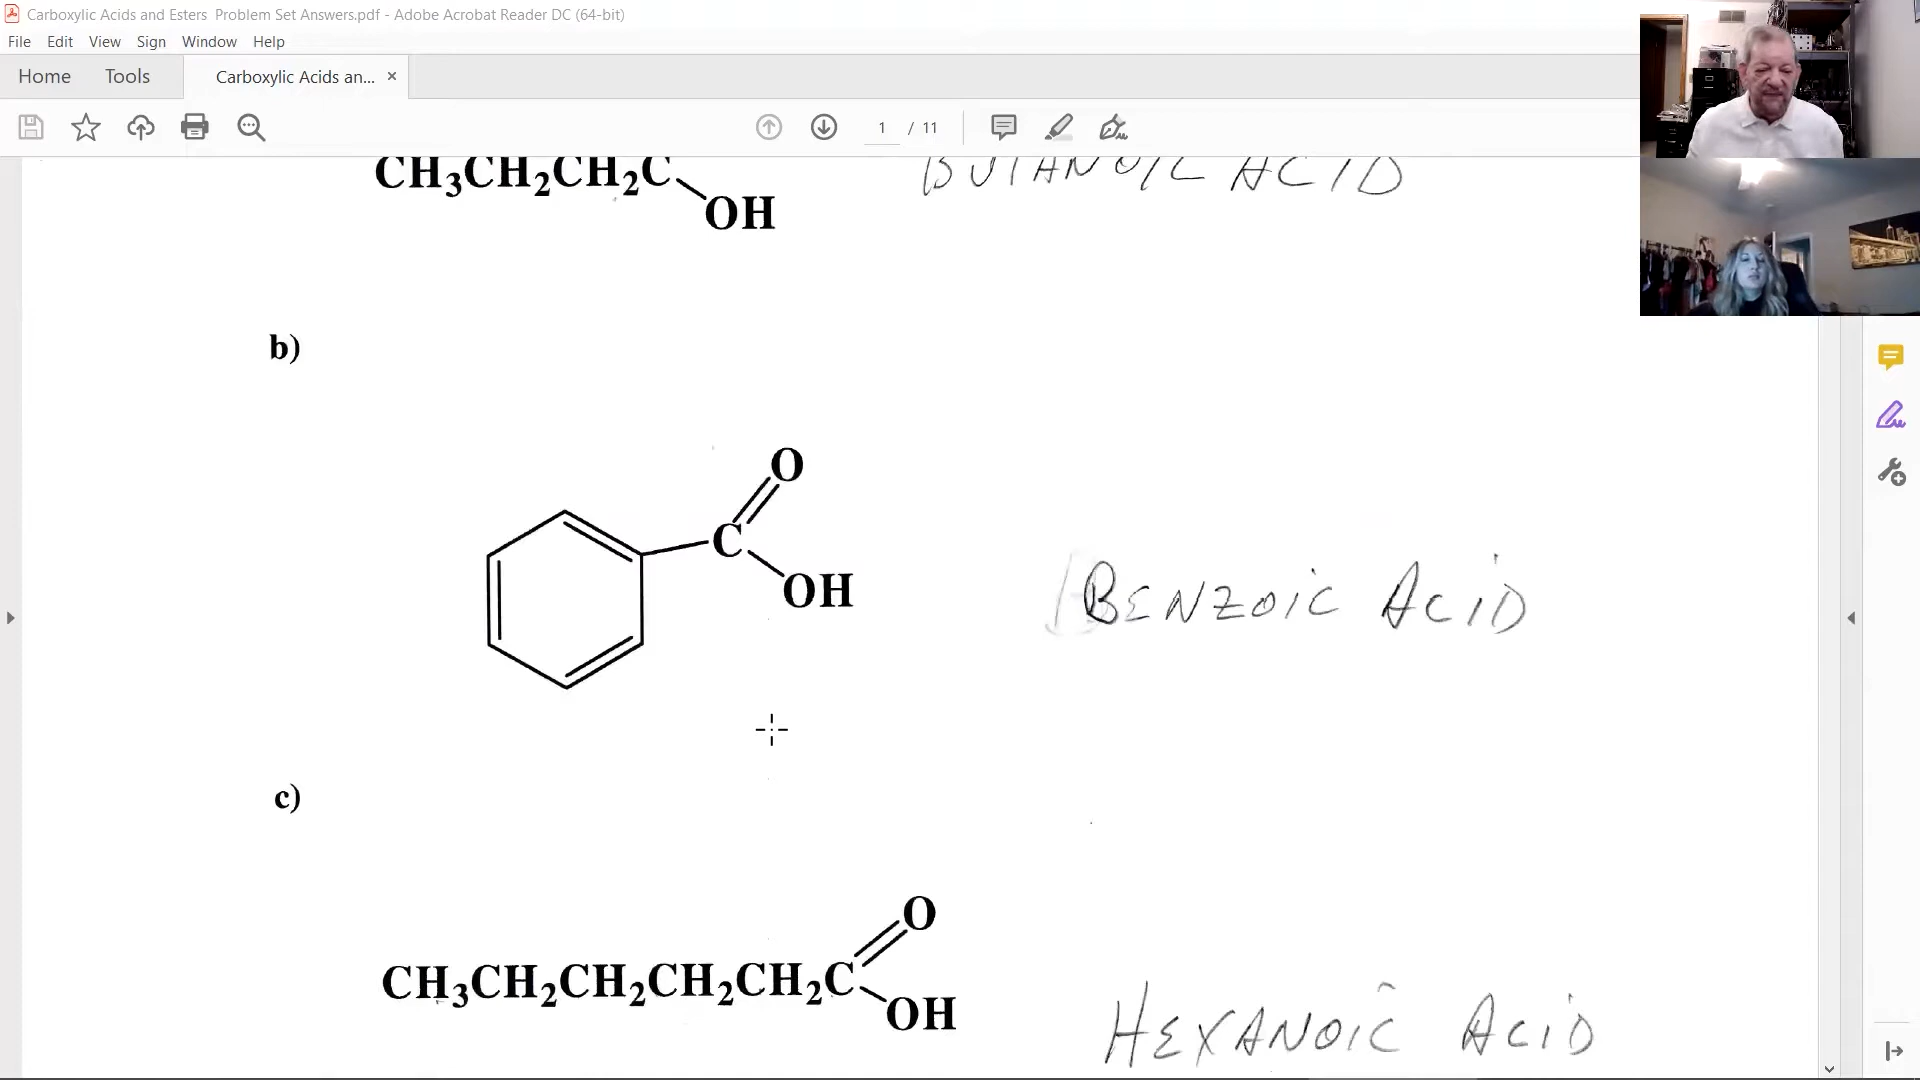 Carboxylic Acids and Esters  Problem Set Answers.pdf - Adobe Acrobat Reader DC (64-bit)
File Edit View Sign Window Help
Home Tools Carboxylic Acids an... ×
1 / 11
CH₃CH₂CH₂C BUTANOIC ACID
OH
b)
O
C
OH
BENZOIC ACID
c)
O
CH₃CH₂CH₂CH₂CH₂C
OH
HEXANOIC ACID